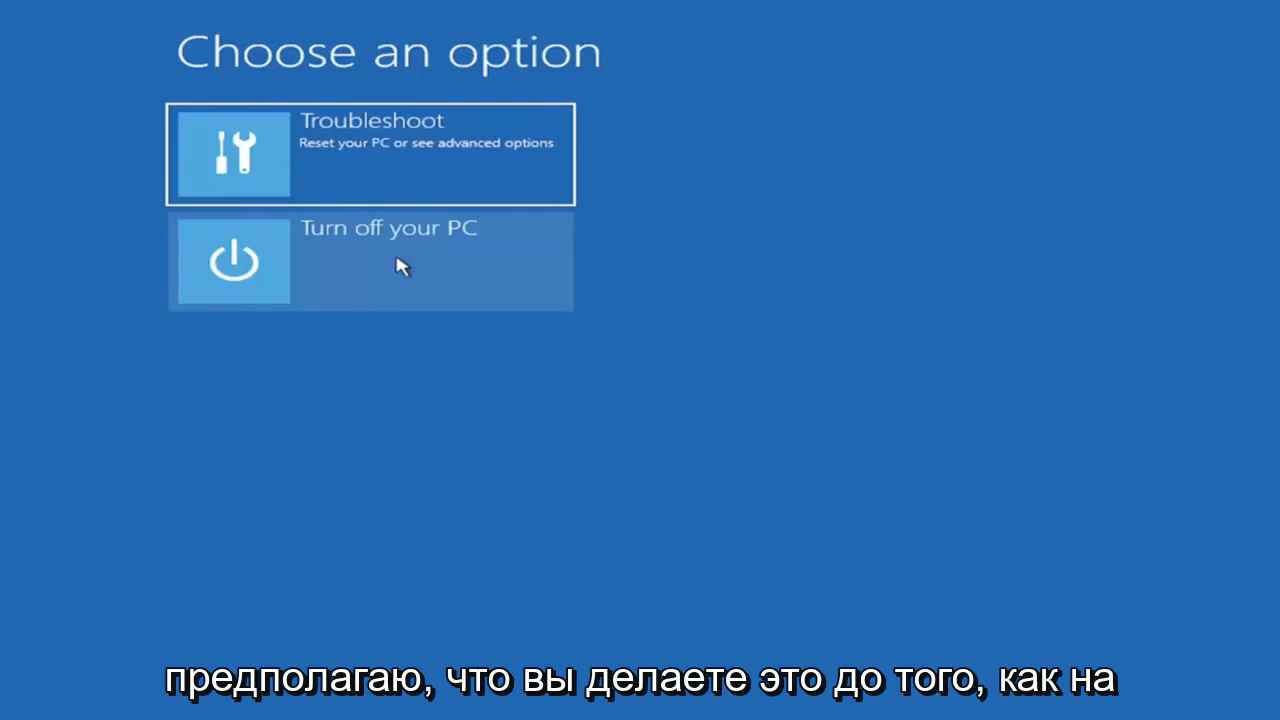 Choose an option
Troubleshoot
Reset your PC or see advanced options
Turn off your PC
предполагаю, что вы делаете это до того, как на